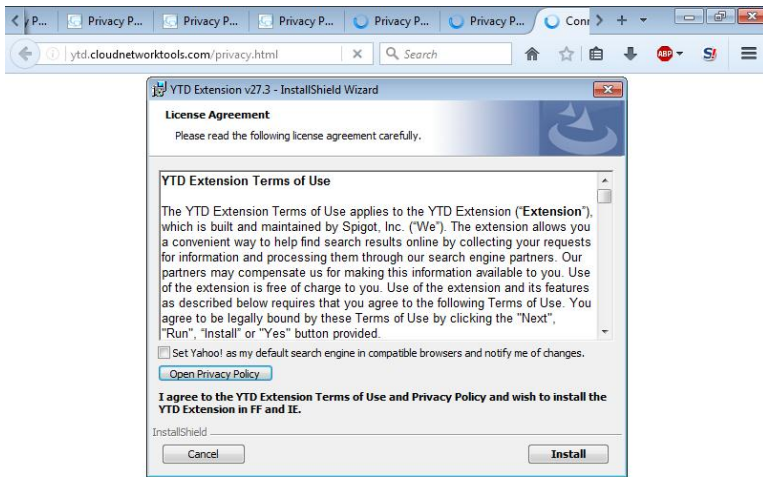 P...
Privacy P...
Privacy P...
Privacy P...
Privacy P...
Privacy P...
Conn
ytd.cloudnetworktools.com/privacy.html
Search
ABP
S!
YTD Extension v27.3 - InstallShield Wizard
License Agreement
Please read the following license agreement carefully.
YTD Extension Terms of Use
The YTD Extension Terms of Use applies to the YTD Extension (“Extension”),
which is built and maintained by Spigot, Inc. (“We”). The extension allows you
a convenient way to help find search results online by collecting your requests
for information and processing them through our search engine partners. Our
partners may compensate us for making this information available to you. Use
of the extension is free of charge to you. Use of the extension and its features
as described below requires that you agree to the following Terms of Use. You
agree to be legally bound by these Terms of Use by clicking the "Next",
"Run", “Install” or "Yes" button provided.
Set Yahoo! as my default search engine in compatible browsers and notify me of changes.
Open Privacy Policy
I agree to the YTD Extension Terms of Use and Privacy Policy and wish to install the
YTD Extension in FF and IE.
InstallShield
Cancel
Install